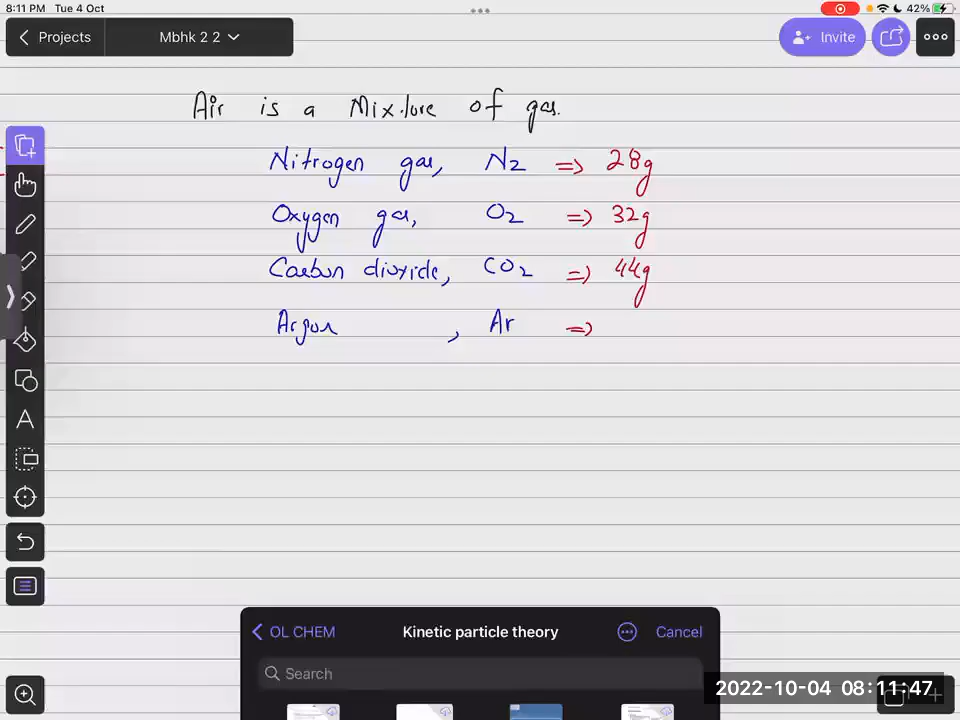 8:11 PM Tue 4 Oct
42%
Projects
Mbhk 2 2
Invite
Air is a Mixture of gas.
Nitrogen gas, N2 => 28g
Oxygen gas, O2 => 32g
Carbon dioxide, CO2 => 44g
Argon , Ar =>
A
OL CHEM
Kinetic particle theory
Cancel
Search
2022-10-04 08:11:47